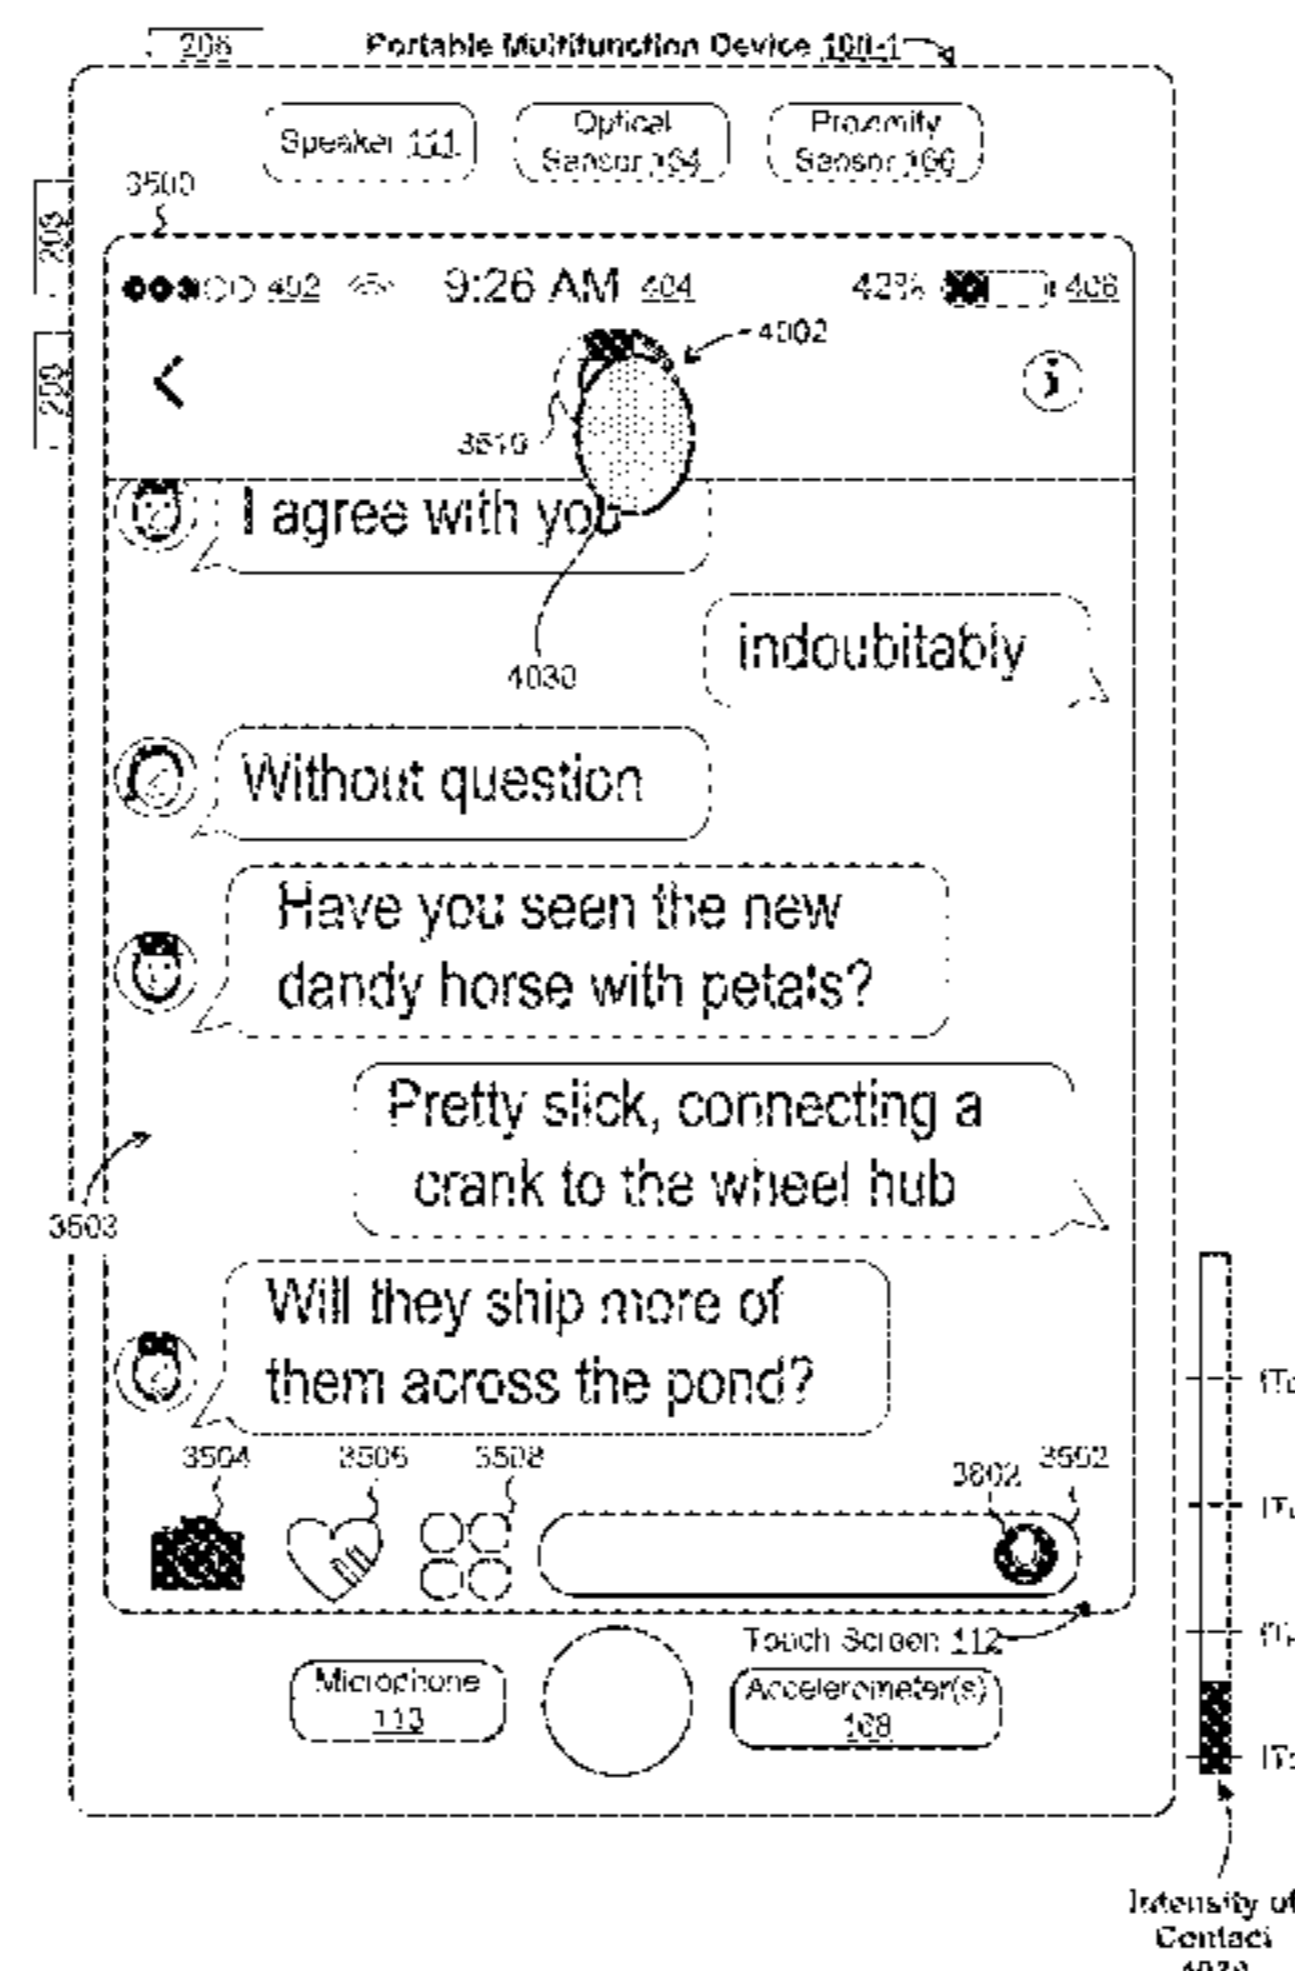 206 Portable Multifunction Device 100-1
Speaker 111
Optical
Sensor 164
Proximity
Sensor 166
3500
208
402 9:26 AM 404 42% 406
4002
208
i
3510
I agree with you
indoubitably
4030
Without question
Have you seen the new
dandy horse with petals?
Pretty slick, connecting a
crank to the wheel hub
3503
Will they ship more of
them across the pond?
3504 3506 3508 3802 3502
Touch Screen 112
Microphone
113
Accelerometer(s)
168
Intensity of
Contact